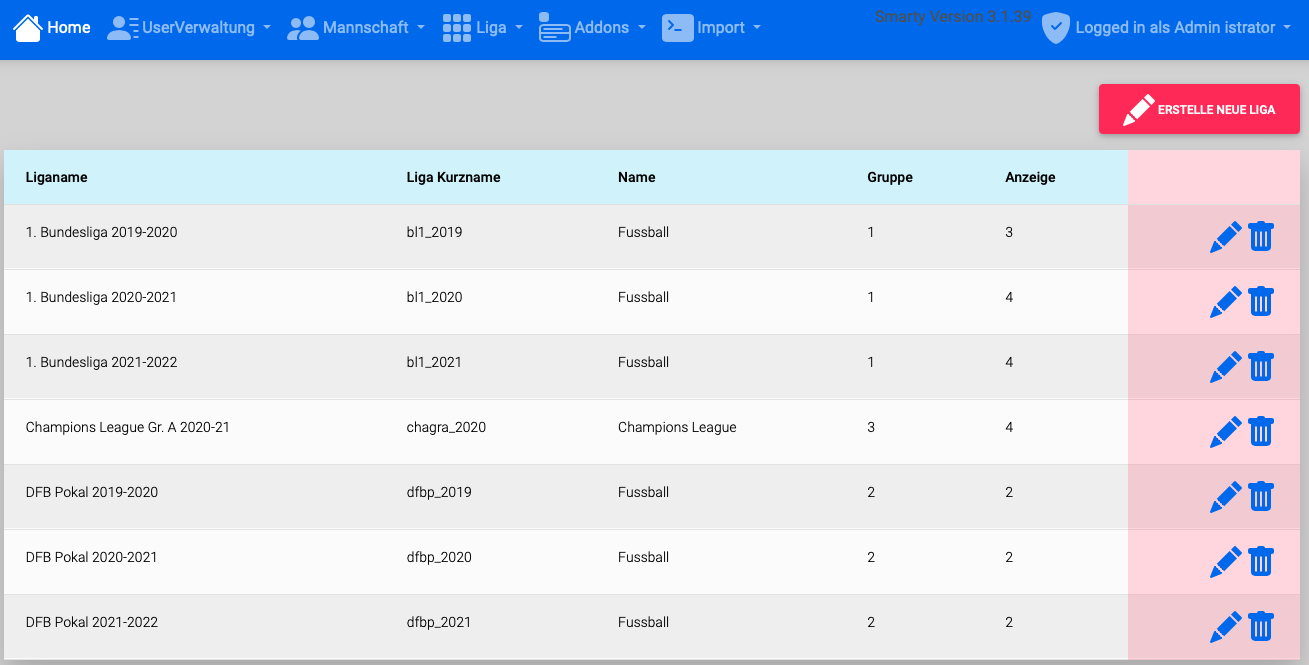 Home UserVerwaltung Mannschaft Liga Addons Import Smarty Version 3.1.39 Logged in als Admin istrator
ERSTELLE NEUE LIGA
Liganame Liga Kurzname Name Gruppe Anzeige
1. Bundesliga 2019-2020 bl1_2019 Fussball 1 3
1. Bundesliga 2020-2021 bl1_2020 Fussball 1 4
1. Bundesliga 2021-2022 bl1_2021 Fussball 1 4
Champions League Gr. A 2020-21 chagra_2020 Champions League 3 4
DFB Pokal 2019-2020 dfbp_2019 Fussball 2 2
DFB Pokal 2020-2021 dfbp_2020 Fussball 2 2
DFB Pokal 2021-2022 dfbp_2021 Fussball 2 2